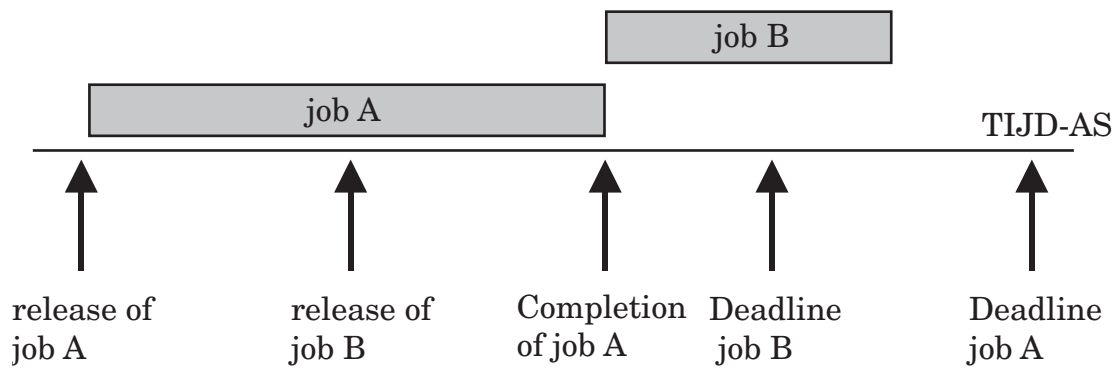 job B
job A
TIJD-AS
release of
job A
release of
job B
Completion
of job A
Deadline
job B
Deadline
job A